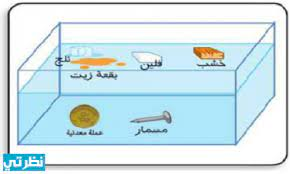 خشب
فلين
ثلج
بقعة زيت
مسمار
عملة معدنية
نظرتي